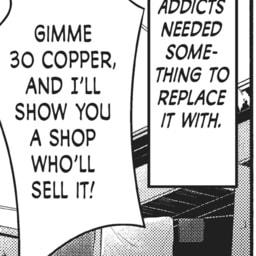 ADDICTS
NEEDED
SOME-
THING TO
REPLACE
IT WITH.
GIMME
30 COPPER,
AND I'LL
SHOW YOU
A SHOP
WHO'LL
SELL IT!